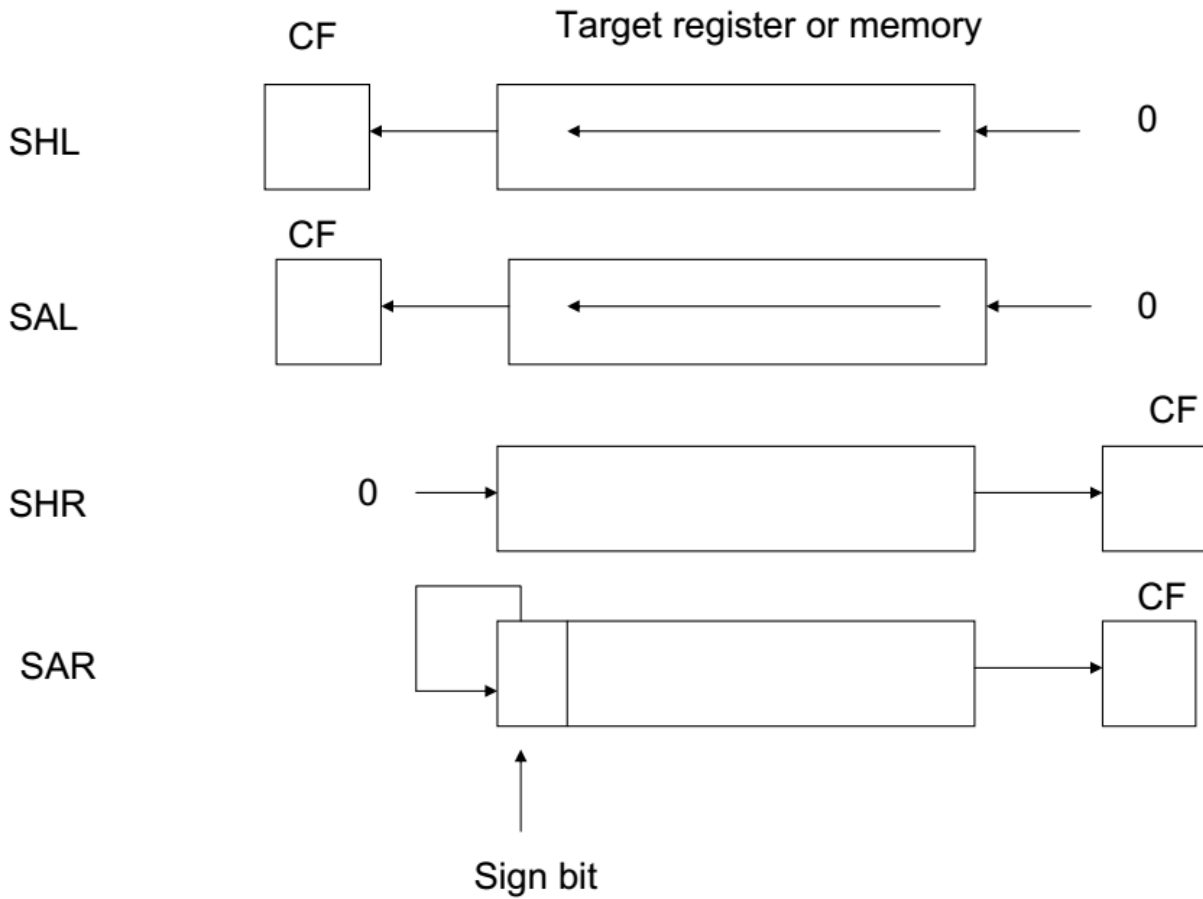 CF
Target register or memory
SHL
0
CF
SAL
0
CF
0
SHR
CF
SAR
Sign bit